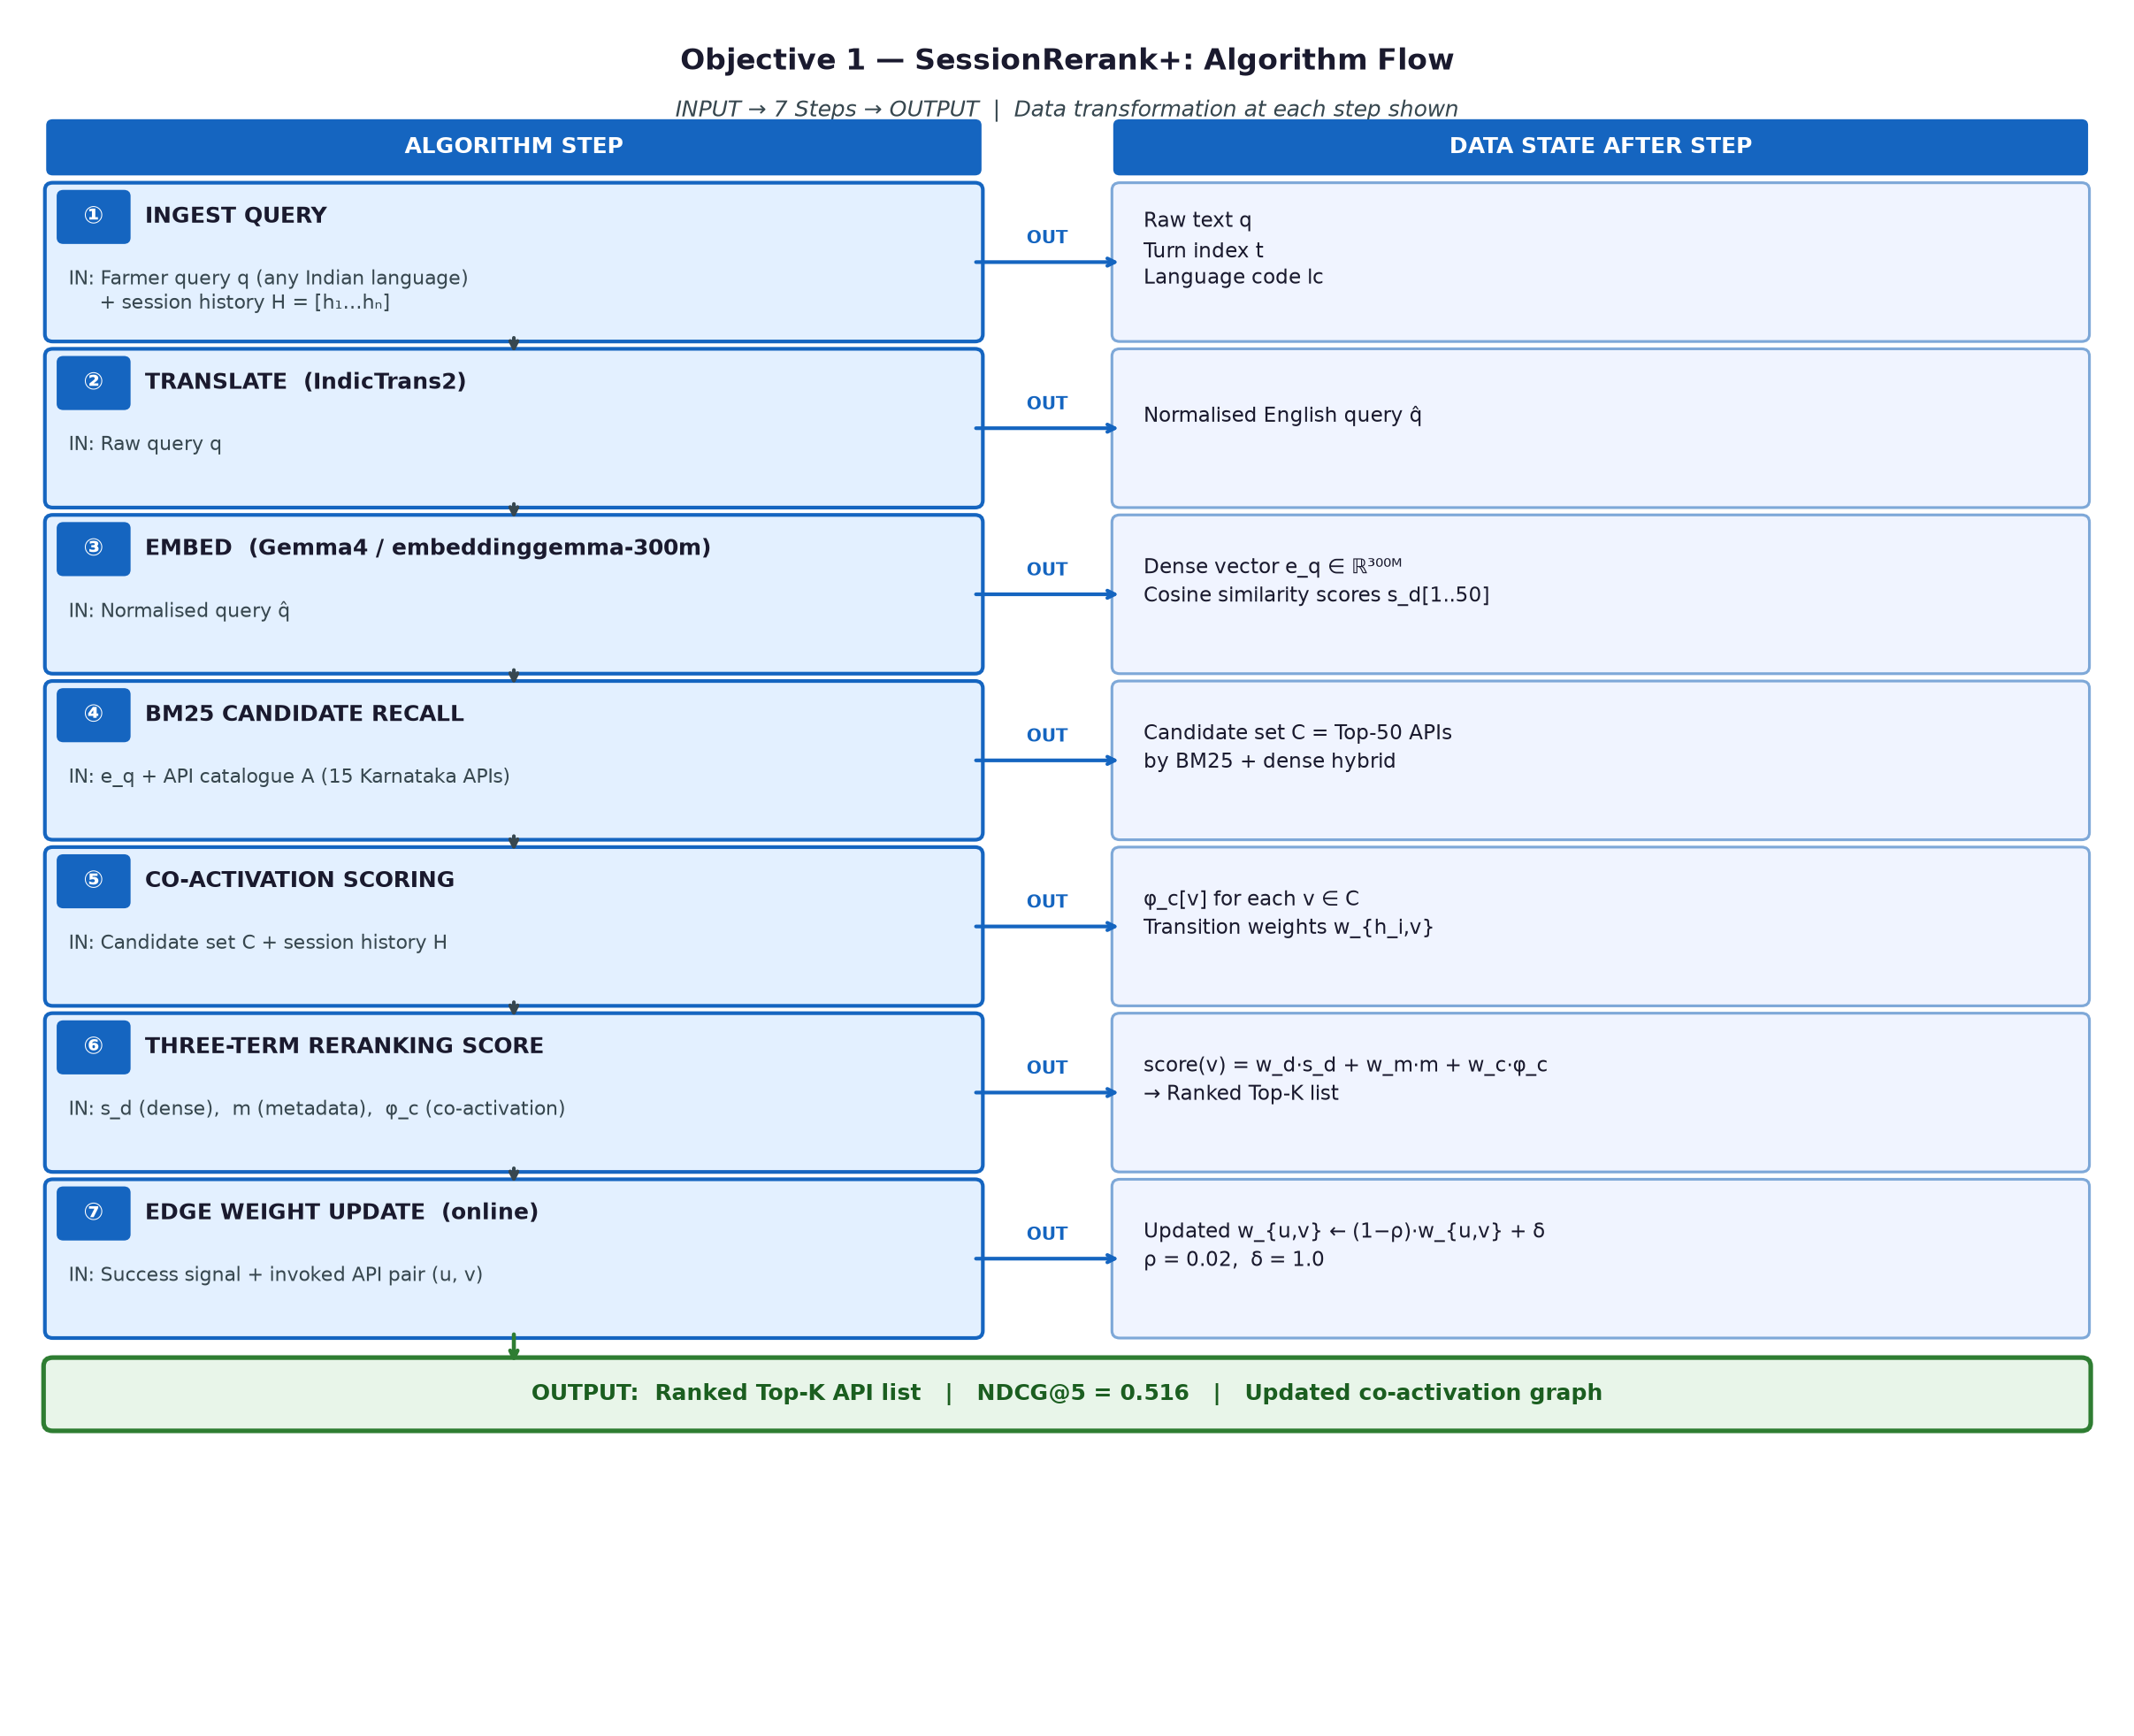 Objective 1 — SessionRerank+: Algorithm Flow
INPUT → 7 Steps → OUTPUT | Data transformation at each step shown
ALGORITHM STEP
DATA STATE AFTER STEP
① INGEST QUERY
IN: Farmer query q (any Indian language)
+ session history H = [h₁…hₙ]
OUT
Raw text q
Turn index t
Language code lc
② TRANSLATE (IndicTrans2)
IN: Raw query q
OUT
Normalised English query q̂
③ EMBED (Gemma4 / embeddinggemma-300m)
IN: Normalised query q̂
OUT
Dense vector e_q ∈ ℝ³⁰⁰ᴹ
Cosine similarity scores s_d[1..50]
④ BM25 CANDIDATE RECALL
IN: e_q + API catalogue A (15 Karnataka APIs)
OUT
Candidate set C = Top-50 APIs
by BM25 + dense hybrid
⑤ CO-ACTIVATION SCORING
IN: Candidate set C + session history H
OUT
φ_c[v] for each v ∈ C
Transition weights w_{h_i,v}
⑥ THREE-TERM RERANKING SCORE
IN: s_d (dense), m (metadata), φ_c (co-activation)
OUT
score(v) = w_d·s_d + w_m·m + w_c·φ_c
→ Ranked Top-K list
⑦ EDGE WEIGHT UPDATE (online)
IN: Success signal + invoked API pair (u, v)
OUT
Updated w_{u,v} ← (1−ρ)·w_{u,v} + δ
ρ = 0.02, δ = 1.0
OUTPUT: Ranked Top-K API list | NDCG@5 = 0.516 | Updated co-activation graph